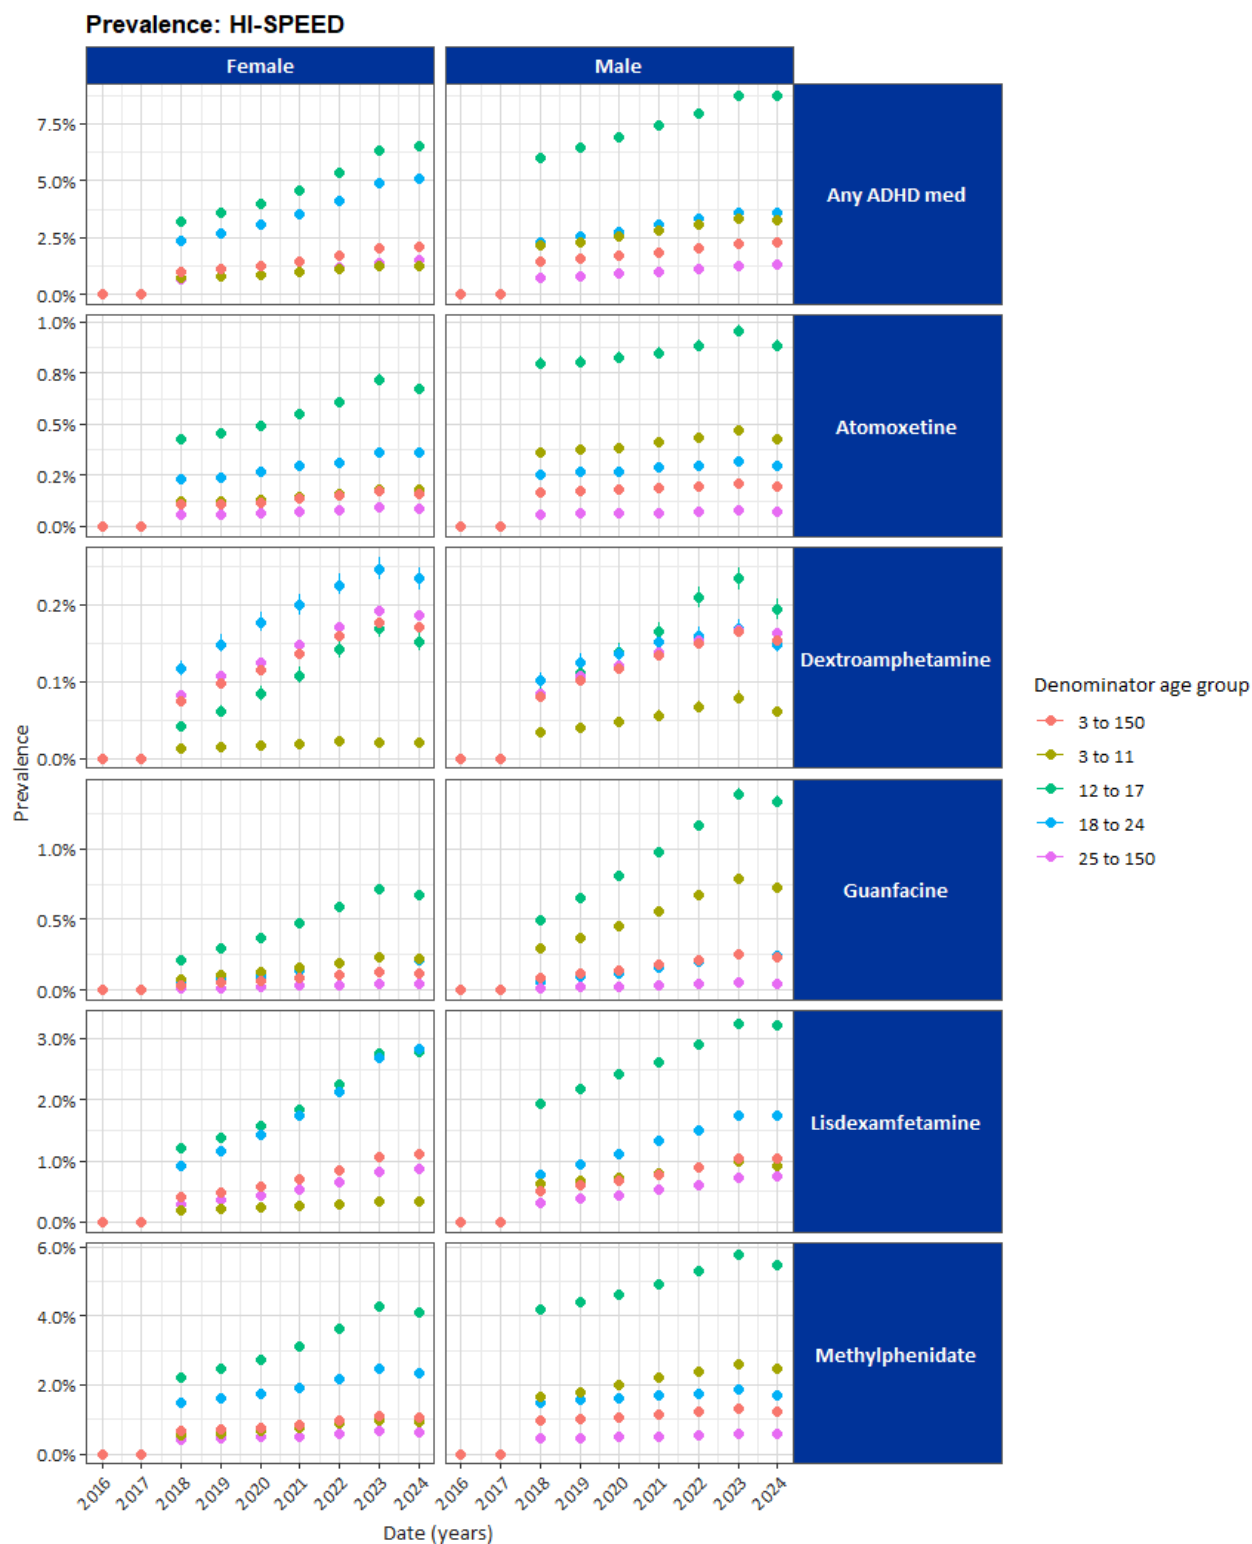 Prevalence: HI-SPEED
Female Male
7.5%
5.0%
2.5%
0.0%
Any ADHD med
1.0%
0.8%
0.5%
0.2%
0.0%
Atomoxetine
0.2%
0.1%
0.0%
Dextroamphetamine
Prevalence
1.0%
0.5%
0.0%
Guanfacine
3.0%
2.0%
1.0%
0.0%
Lisdexamfetamine
6.0%
4.0%
2.0%
0.0%
Methylphenidate
2016 2017 2018 2019 2020 2021 2022 2023 2024 2016 2017 2018 2019 2020 2021 2022 2023 2024
Date (years)
Denominator age group
3 to 150
3 to 11
12 to 17
18 to 24
25 to 150